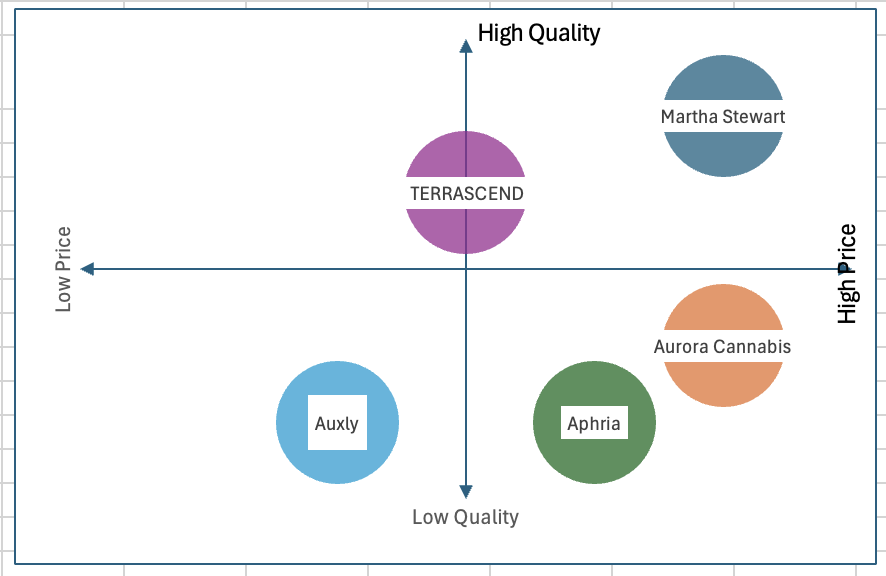 High Quality
Martha Stewart
TERRASCEND
Low Price
High Price
Aurora Cannabis
Auxly
Aphria
Low Quality